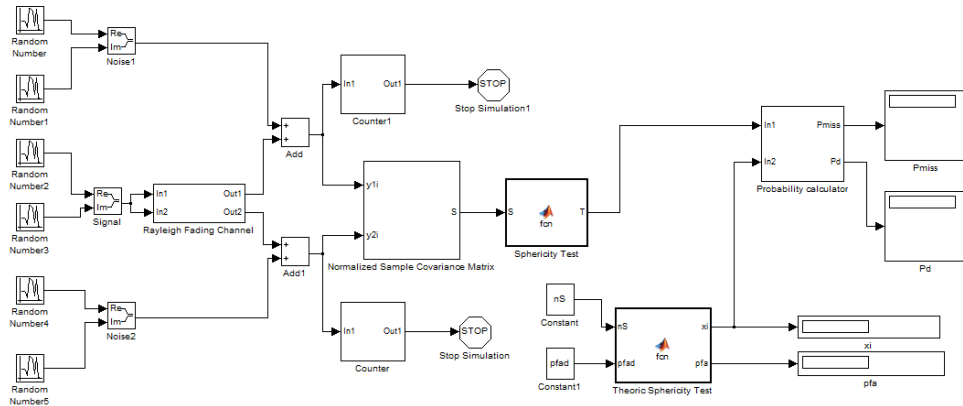 Random
Number
Re
Im
Noise1
Random
Number1
Random
Number2
Re
Im
Signal
Random
Number3
In1
In2
Out1
Out2
Rayleigh Fading Channel
Random
Number4
Re
Im
Noise2
Random
Number5
+
+
Add
+
+
Add1
In1
Out1
Counter1
STOP
Stop Simulation1
y1i
y2i
S
Normalized Sample Covariance Matrix
In1
Out1
Counter
STOP
Stop Simulation
S
fcn
T
Sphericity Test
nS
Constant
pfad
Constant1
nS
pfad
fcn
xi
pfa
Theoric Sphericity Test
In1
In2
Pmiss
Pd
Probability calculator
Pmiss
Pd
xi
pfa